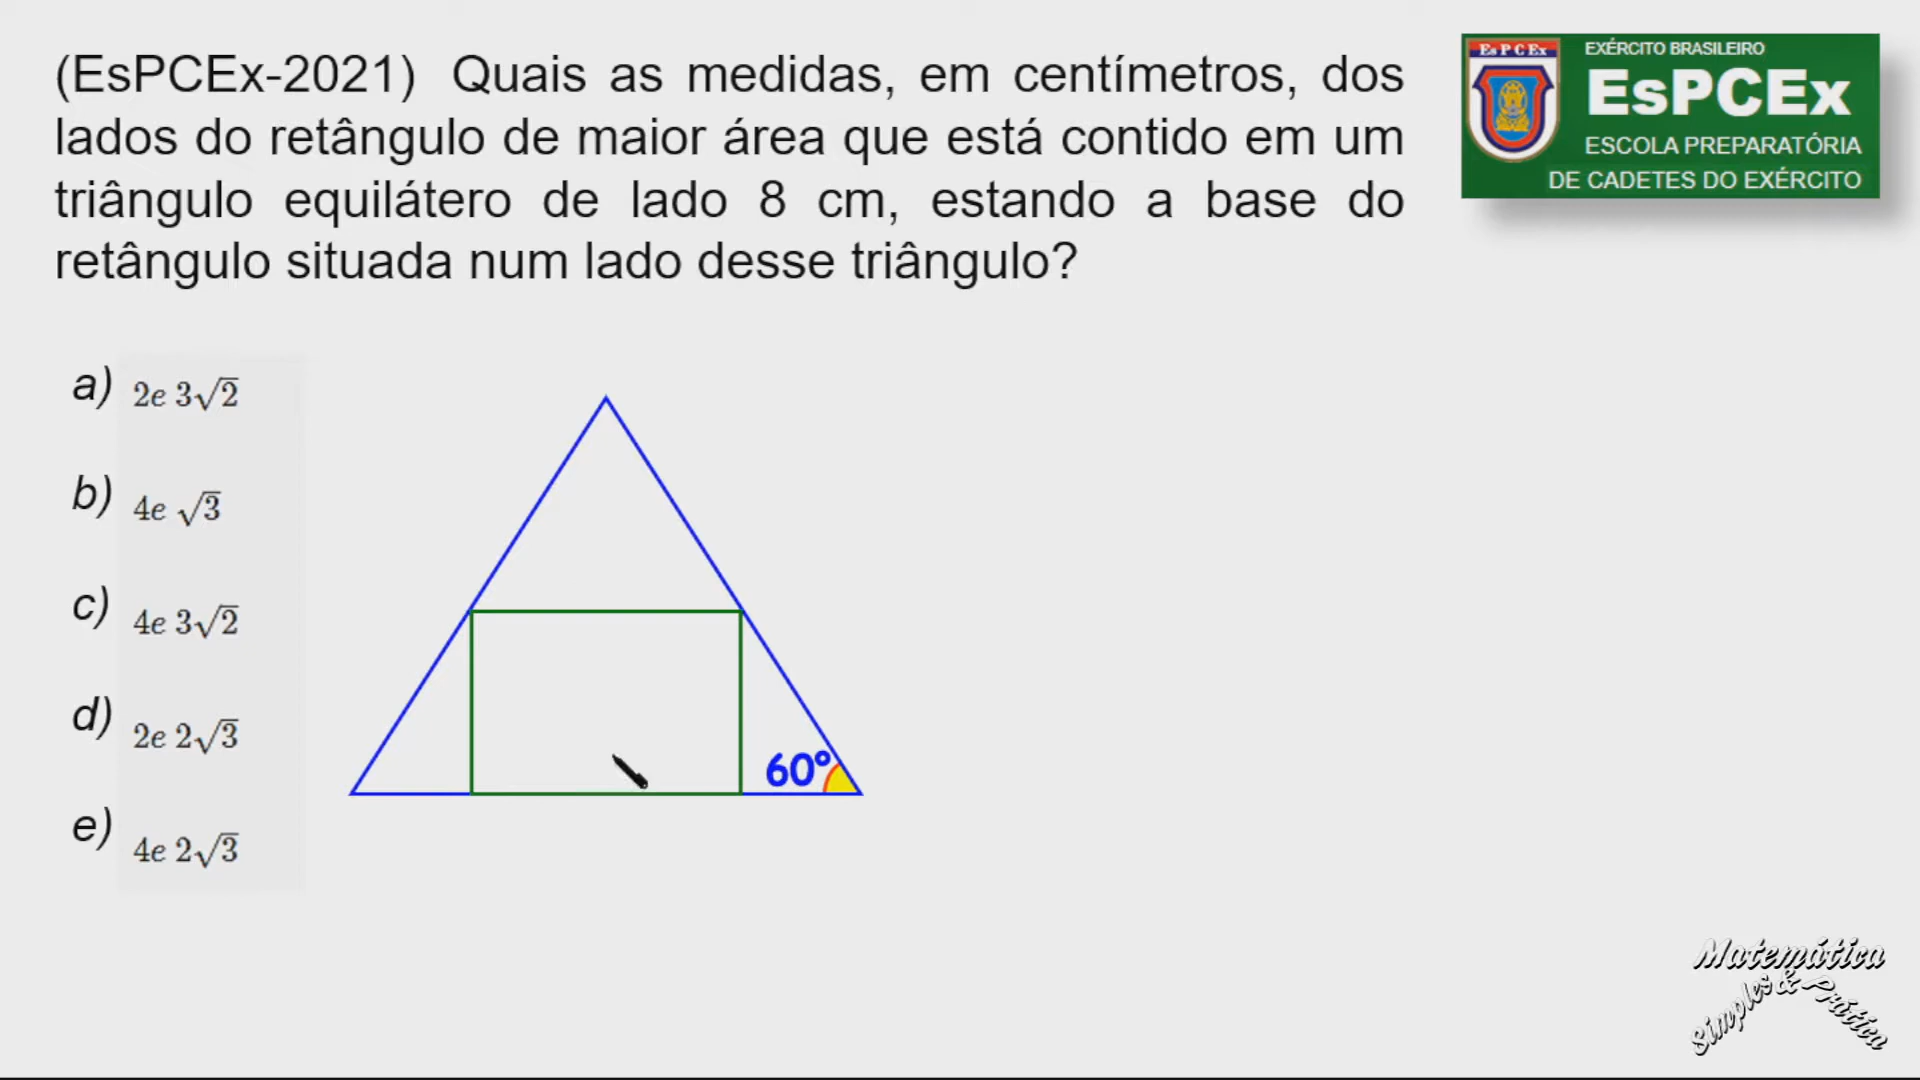 (EsPCEx-2021) Quais as medidas, em centímetros, dos
lados do retângulo de maior área que está contido em um
triângulo equilátero de lado 8 cm, estando a base do
retângulo situada num lado desse triângulo?
EsPCEx
EXÉRCITO BRASILEIRO
EsPCEx
ESCOLA PREPARATÓRIA
DE CADETES DO EXÉRCITO
a) 2e 3√2
b) 4e √3
c) 4e 3√2
d) 2e 2√3
e) 4e 2√3
60°
Matemática
Simples & Prática